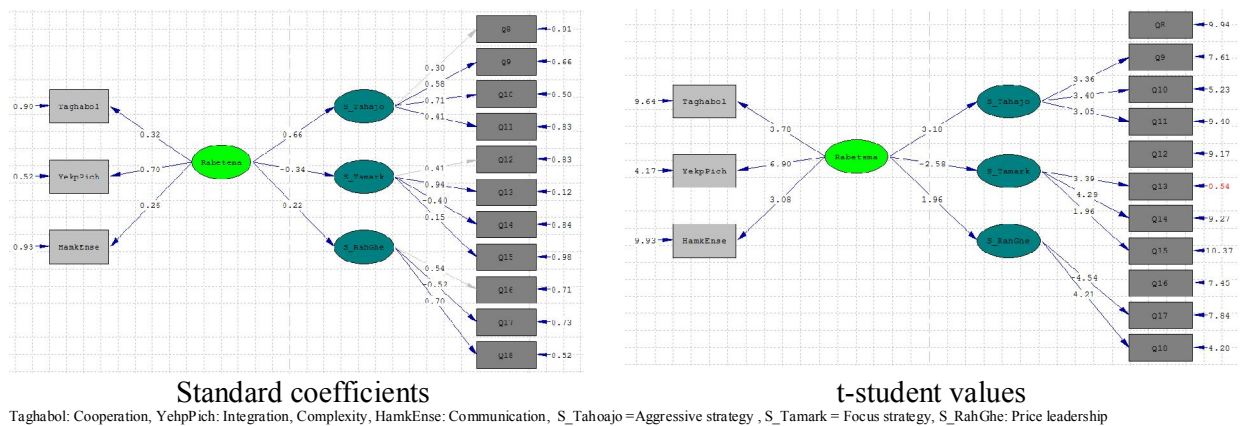 Q8
0.91
Q9
0.66
Q10
0.50
Q11
0.83
Q12
0.83
Q13
0.12
Q14
0.84
Q15
0.98
Q16
0.71
Q17
0.73
Q18
0.52
0.90
Taghabol
0.52
YekpPich
0.93
HamkEnse
0.32
0.70
Rabetema
0.66
-0.34
0.22
S_Tahajo
S_Tamark
S_RahGhe
0.30
0.58
0.71
0.41
0.41
0.94
-0.40
0.15
0.54
-0.52
0.70
Standard coefficients
Q8
9.94
Q9
7.61
Q10
5.23
Q11
9.40
Q12
9.17
Q13
0.54
Q14
9.27
Q15
10.37
Q16
7.45
Q17
7.84
Q18
4.20
9.64
Taghabol
4.17
YekpPich
9.93
HamkEnse
3.70
6.90
3.08
Rabetema
3.10
-2.58
1.96
S_Tahajo
S_Tamark
S_RahGhe
3.36
3.40
3.05
3.39
4.29
1.96
-4.54
4.21
t-student values
Taghabol: Cooperation, YehpPich: Integration, Complexity, HamkEnse: Communication, S_Tahoajo =Aggressive strategy , S_Tamark = Focus strategy, S_RahGhe: Price leadership